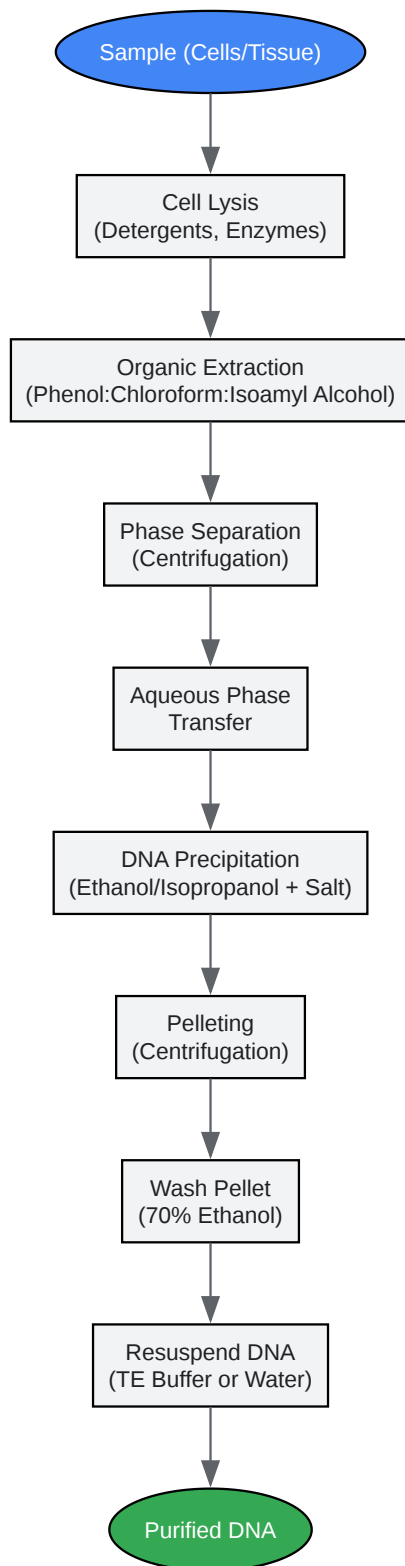 Sample (Cells/Tissue)
Cell Lysis
(Detergents, Enzymes)
Organic Extraction
(Phenol:Chloroform:Isoamyl Alcohol)
Phase Separation
(Centrifugation)
Aqueous Phase
Transfer
DNA Precipitation
(Ethanol/Isopropanol + Salt)
Pelleting
(Centrifugation)
Wash Pellet
(70% Ethanol)
Resuspend DNA
(TE Buffer or Water)
Purified DNA